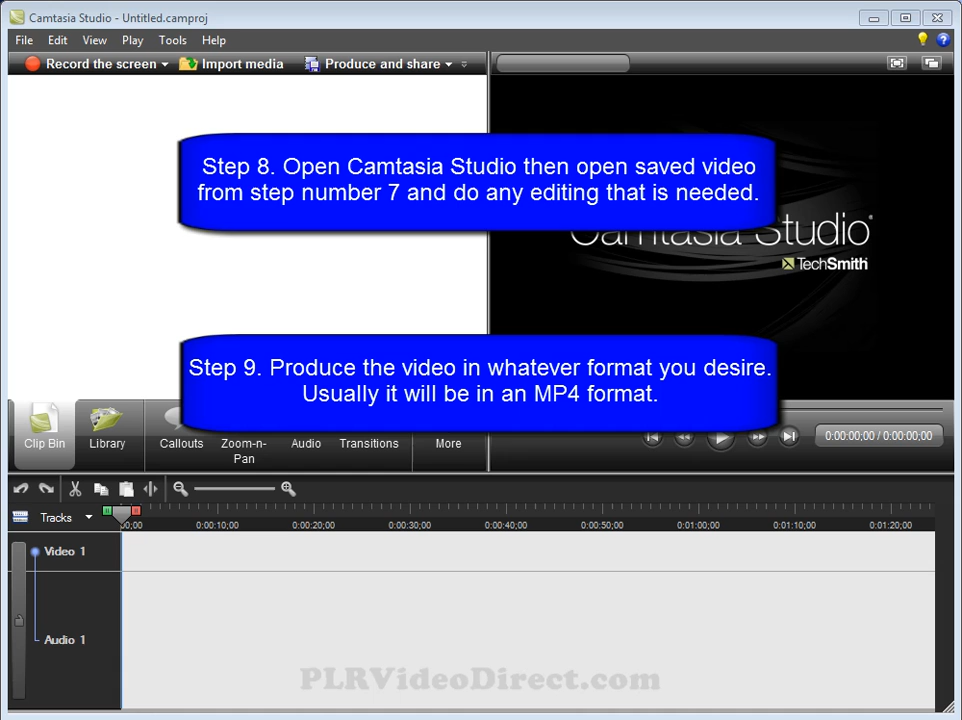 Camtasia Studio - Untitled.camproj
File Edit View Play Tools Help
Record the screen Import media Produce and share
Step 8. Open Camtasia Studio then open saved video
from step number 7 and do any editing that is needed.
Camtasia Studio
TechSmith
Step 9. Produce the video in whatever format you desire.
Usually it will be in an MP4 format.
Clip Bin Library Callouts Zoom-n-
Pan Audio Transitions More
0:00:00;00 / 0:00:00;00
Tracks
00;00 0:00:10;00 0:00:20;00 0:00:30;00 0:00:40;00 0:00:50;00 0:01:00;00 0:01:10;00 0:01:20;00
Video 1
Audio 1
PLRVideoDirect.com